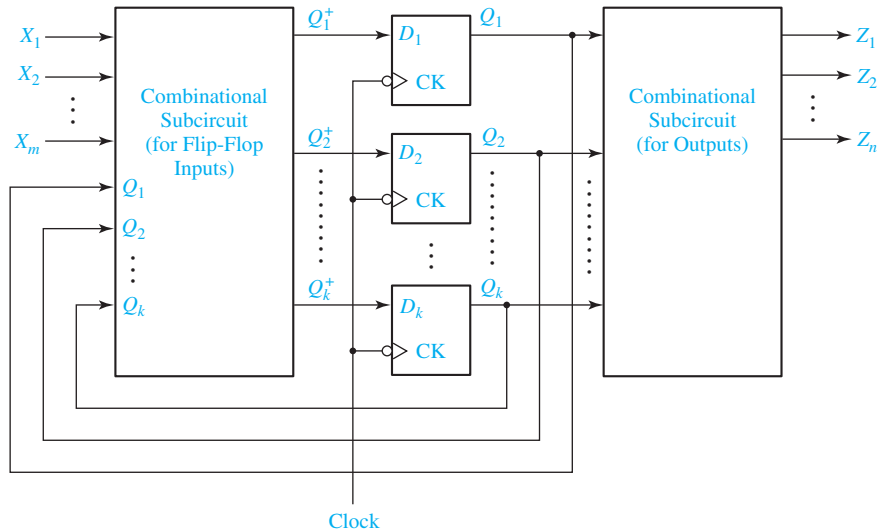 X₁
X₂
Xₘ
Combinational
Subcircuit
(for Flip-Flop
Inputs)
Q₁
Q₂
Qₖ
Q₁⁺
D₁
CK
Q₁
Q₂⁺
D₂
CK
Q₂
Qₖ⁺
Dₖ
CK
Qₖ
Combinational
Subcircuit
(for Outputs)
Z₁
Z₂
Zₙ
Clock